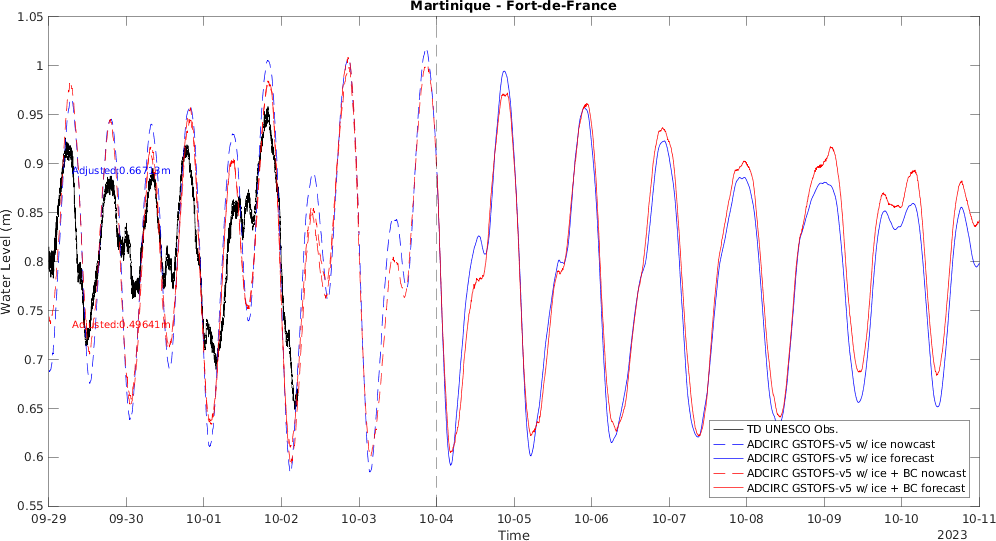 Martinique - Fort-de-France
1.05
1
0.95
0.9
0.85
0.8
0.75
0.7
0.65
0.6
0.55
Water Level (m)
Adjusted:0.49641m
TD UNESCO Obs.
ADCIRC GSTOFS-v5 w/ ice nowcast
ADCIRC GSTOFS-v5 w/ ice forecast
ADCIRC GSTOFS-v5 w/ ice + BC nowcast
ADCIRC GSTOFS-v5 w/ ice + BC forecast
09-29 09-30 10-01 10-02 10-03 10-04 10-05 10-06 10-07 10-08 10-09 10-10 10-11
Time
2023